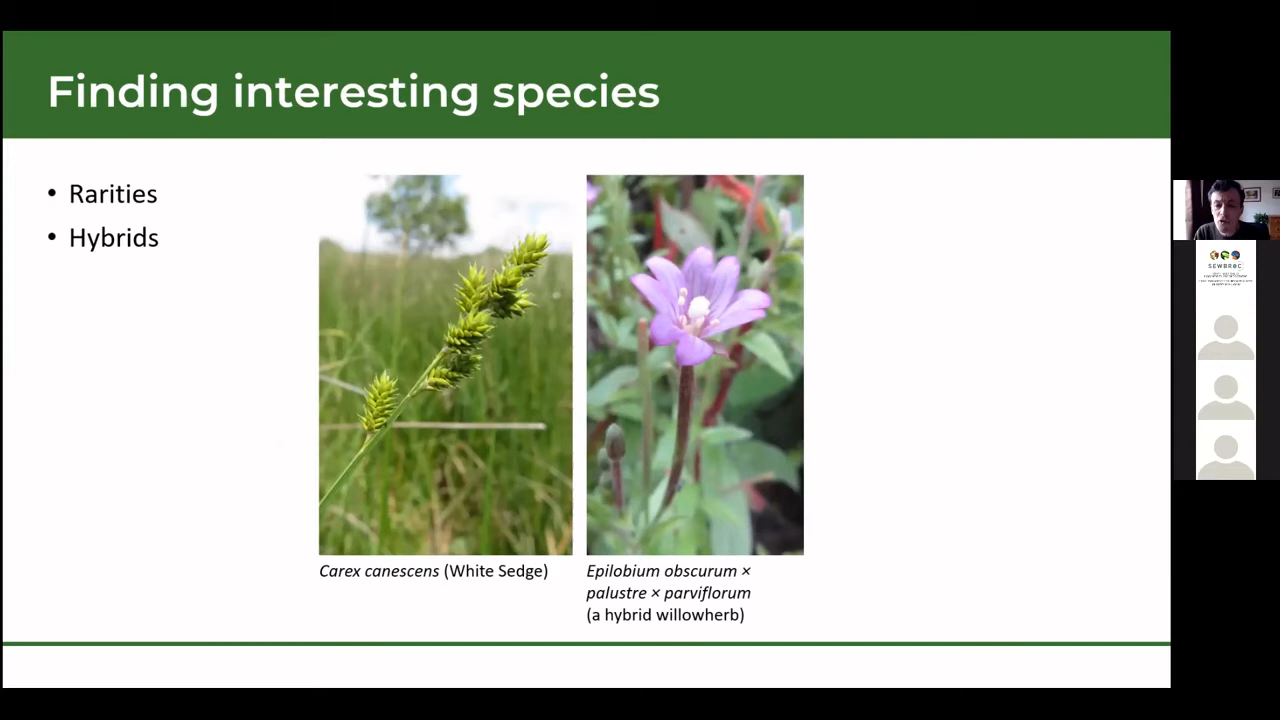 Finding interesting species
• Rarities
• Hybrids
Carex canescens (White Sedge)
Epilobium obscurum ×
palustre × parviflorum
(a hybrid willowherb)
SEWBReC